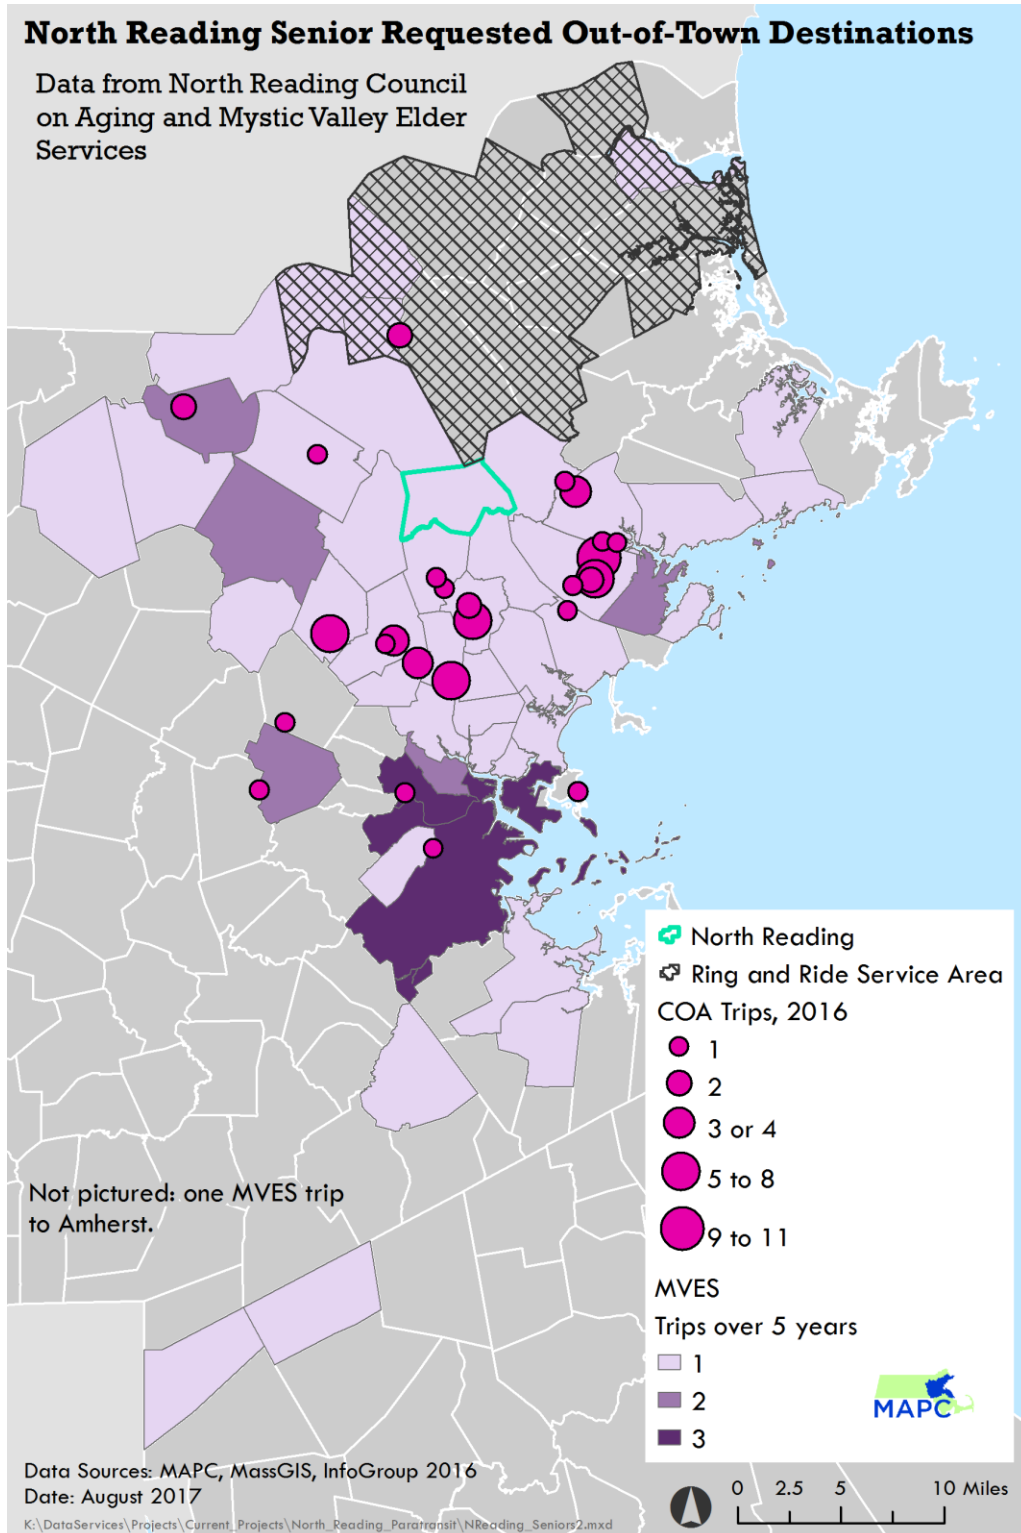 North Reading Senior Requested Out-of-Town Destinations
Data from North Reading Council
on Aging and Mystic Valley Elder
Services
North Reading
Ring and Ride Service Area
COA Trips, 2016
1
2
3 or 4
5 to 8
9 to 11
MVES
Trips over 5 years
1
2
3
MAPC
Not pictured: one MVES trip
to Amherst.
Data Sources: MAPC, MassGIS, InfoGroup 2016
Date: August 2017
K:\DataServices\Projects\Current_Projects\North_Reading_Paratransit\NReading_Seniors2.mxd
0 2.5 5 10 Miles